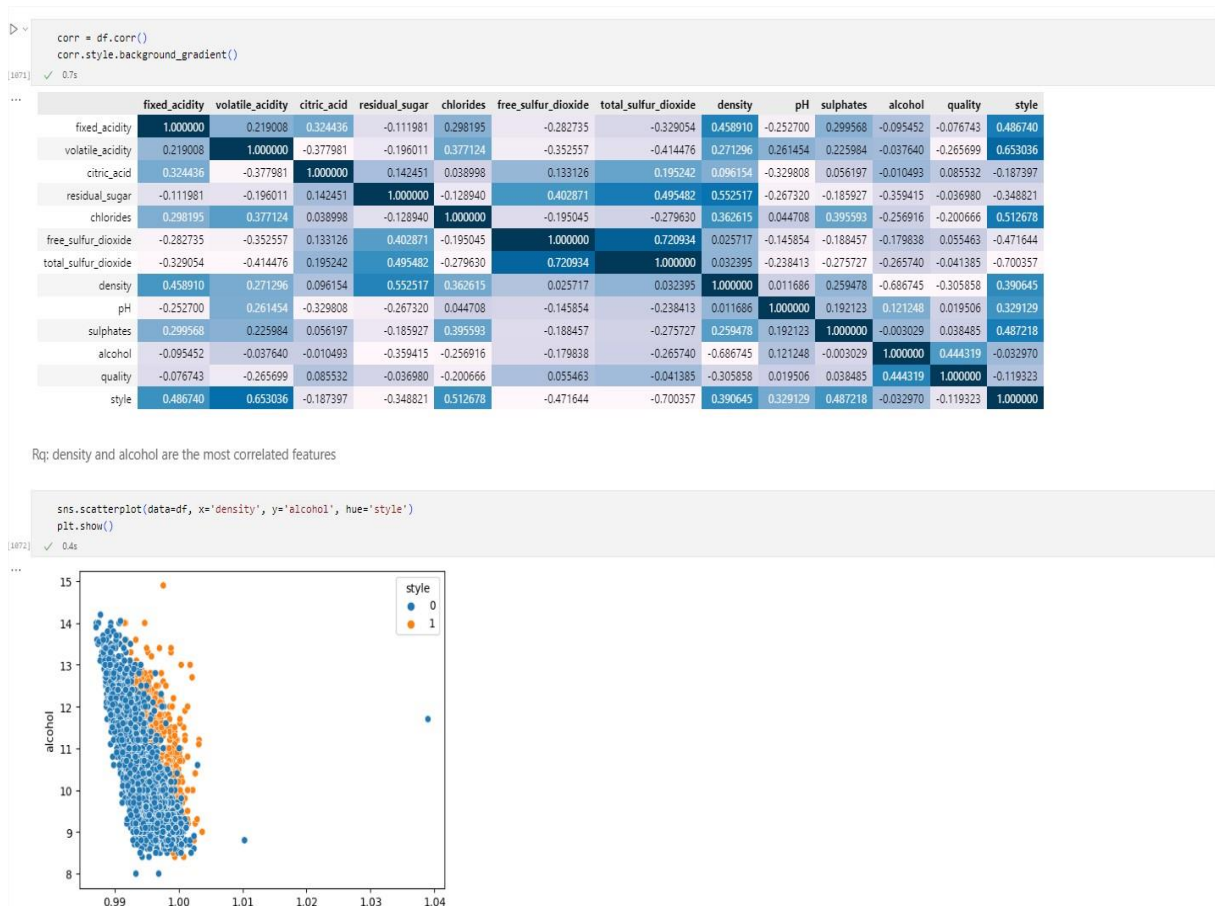 corr = df.corr()
corr.style.background_gradient()
[1071] ✓ 0.7s
...
fixed_acidity volatile_acidity citric_acid residual_sugar chlorides free_sulfur_dioxide total_sulfur_dioxide density pH sulphates alcohol quality style
fixed_acidity 1.000000 0.219008 0.324436 -0.111981 0.298195 -0.282735 -0.329054 0.458910 -0.252700 0.299568 -0.095452 -0.076743 0.486740
volatile_acidity 0.219008 1.000000 -0.377981 -0.196011 0.377124 -0.352557 -0.414476 0.271296 0.261454 0.225984 -0.037640 -0.265699 0.653036
citric_acid 0.324436 -0.377981 1.000000 0.142451 0.038998 0.133126 0.195242 0.096154 -0.329808 0.056197 -0.010493 0.085532 -0.187397
residual_sugar -0.111981 -0.196011 0.142451 1.000000 -0.128940 0.402871 0.495482 0.552517 -0.267320 -0.185927 -0.359415 -0.036980 -0.348821
chlorides 0.298195 0.377124 0.038998 -0.128940 1.000000 -0.195045 -0.279630 0.362615 0.044708 0.395593 -0.256916 -0.200666 0.512678
free_sulfur_dioxide -0.282735 -0.352557 0.133126 0.402871 -0.195045 1.000000 0.720934 0.025717 -0.145854 -0.188457 -0.179838 0.055463 -0.471644
total_sulfur_dioxide -0.329054 -0.414476 0.195242 0.495482 -0.279630 0.720934 1.000000 0.032395 -0.238413 -0.275727 -0.265740 -0.041385 -0.700357
density 0.458910 0.271296 0.096154 0.552517 0.362615 0.025717 0.032395 1.000000 0.011686 0.259478 -0.686745 -0.305858 0.390645
pH -0.252700 0.261454 -0.329808 -0.267320 0.044708 -0.145854 -0.238413 0.011686 1.000000 0.192123 0.121248 0.019506 0.329129
sulphates 0.299568 0.225984 0.056197 -0.185927 0.395593 -0.188457 -0.275727 0.259478 0.192123 1.000000 -0.003029 0.038485 0.487218
alcohol -0.095452 -0.037640 -0.010493 -0.359415 -0.256916 -0.179838 -0.265740 -0.686745 0.121248 -0.003029 1.000000 0.444319 -0.032970
quality -0.076743 -0.265699 0.085532 -0.036980 -0.200666 0.055463 -0.041385 -0.305858 0.019506 0.038485 0.444319 1.000000 -0.119323
style 0.486740 0.653036 -0.187397 -0.348821 0.512678 -0.471644 -0.700357 0.390645 0.329129 0.487218 -0.032970 -0.119323 1.000000
Rq: density and alcohol are the most correlated features
sns.scatterplot(data=df, x='density', y='alcohol', hue='style')
plt.show()
[1072] ✓ 0.4s
...
style
0
1
15
14
13
12
11
10
9
8
alcohol
0.99 1.00 1.01 1.02 1.03 1.04